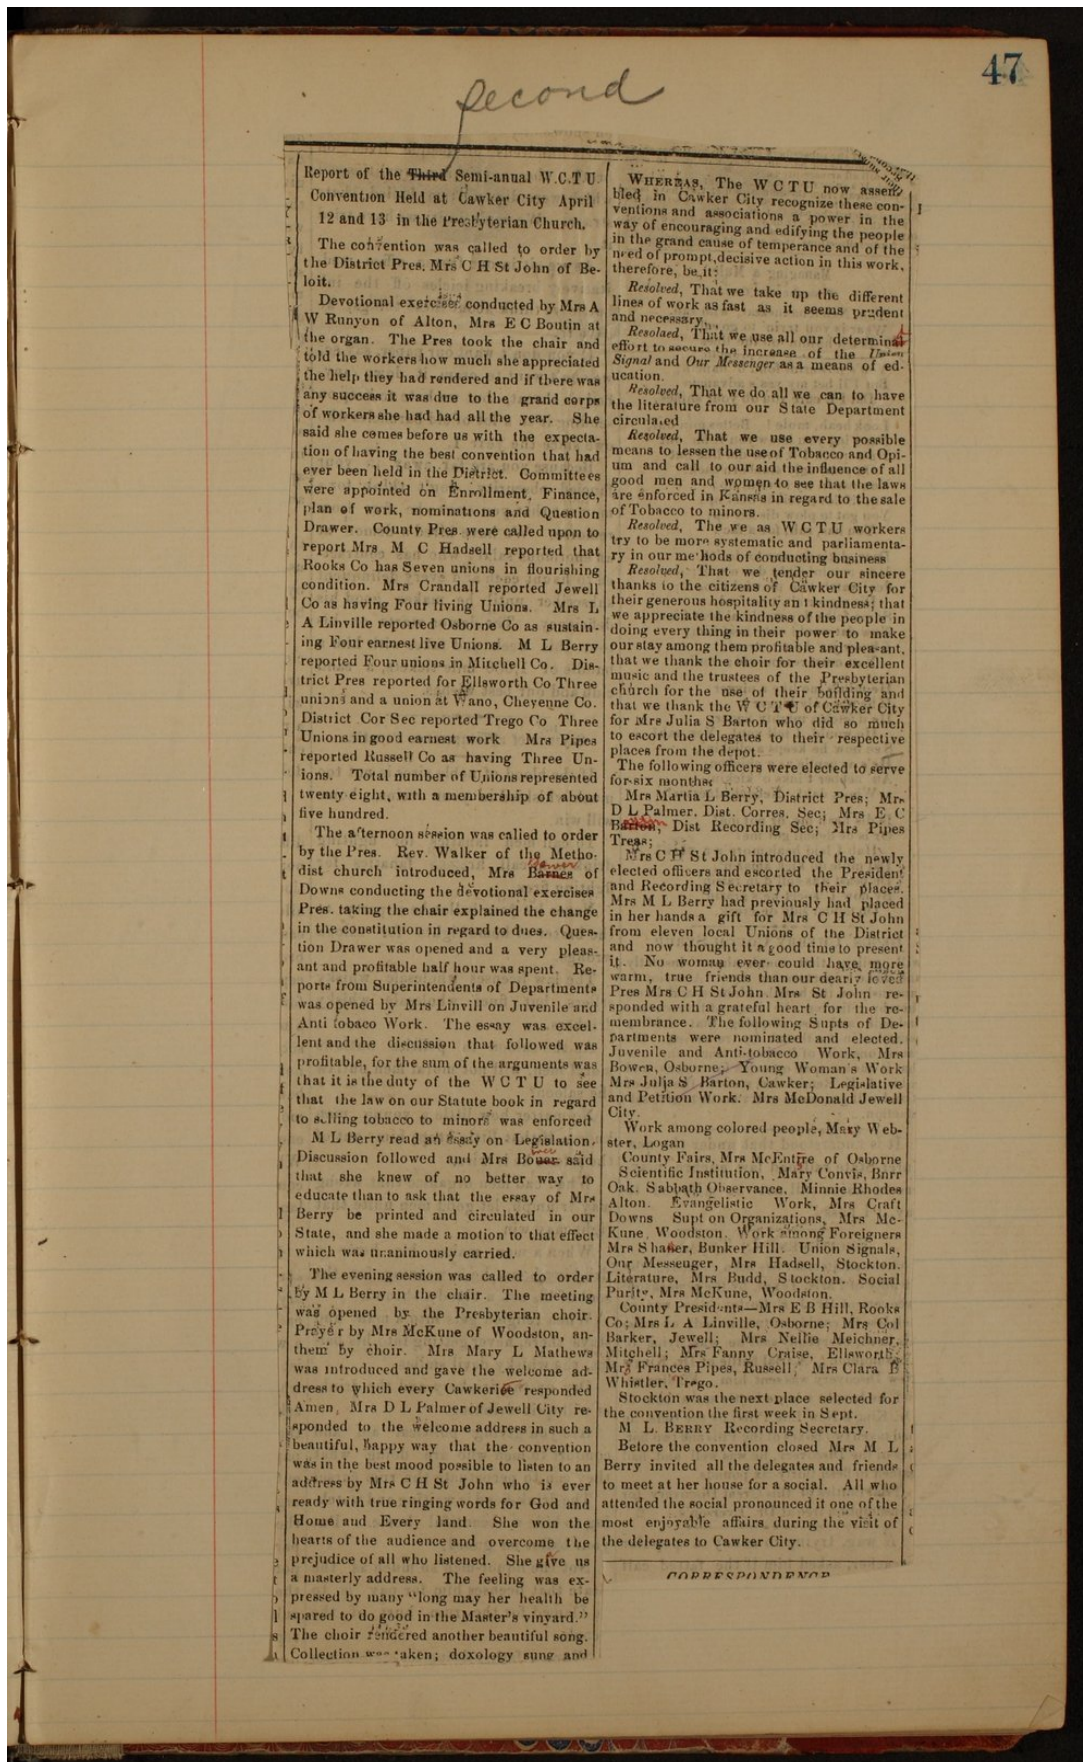 47
second
Report of the Third Semi-anual W.C.T.U.
Convention Held at Cawker City April
12 and 13 in the Presbyterian Church.
The convention was called to order by
the District Pres. Mrs C H St John of Be-
loit.
Devotional exercises conducted by Mrs A
W Runyon of Alton, Mrs E C Boutin at
the organ. The Pres took the chair and
told the workers how much she appreciated
the help they had rendered and if there was
any success it was due to the grand corps
of workers she had had all the year. She
said she comes before us with the expecta-
tion of having the best convention that had
ever been held in the District. Committees
were appointed on Enrollment, Finance,
plan of work, nominations and Question
Drawer. County Pres. were called upon to
report Mrs. M C Hadsell reported that
Rooks Co has Seven unions in flourishing
condition. Mrs Crandall reported Jewell
Co as having Four living Unions. Mrs L
A Linville reported Osborne Co as sustain-
ing Four earnest live Unions. M L Berry
reported Four unions in Mitchell Co. Dis-
trict Pres reported for Ellsworth Co Three
unions and a union at Wano, Cheyenne Co.
District Cor Sec reported Trego Co Three
Unions in good earnest work Mrs Pipes
reported Russell Co as having Three Un-
ions. Total number of Unions represented
twenty eight, with a membership of about
five hundred.
The afternoon session was called to order
by the Pres. Rev. Walker of the Metho-
dist church introduced, Mrs Barnes of
Bower
Downs conducting the devotional exercises
Pres. taking the chair explained the change
in the constitution in regard to dues. Ques-
tion Drawer was opened and a very pleas-
ant and profitable half hour was spent. Re-
ports from Superintendents of Departments
was opened by Mrs Linvill on Juvenile and
Anti tobaco Work. The essay was excel-
lent and the discussion that followed was
profitable, for the sum of the arguments was
that it is the duty of the W C T U to see
that the law on our Statute book in regard
to selling tobacco to minors was enforced
M L Berry read an essay on Legislation.
Discussion followed and Mrs Bouer said
that she knew of no better way to
educate than to ask that the essay of Mrs
Berry be printed and circulated in our
State, and she made a motion to that effect
which was unanimously carried.
The evening session was called to order
by M L Berry in the chair. The meeting
was opened by the Presbyterian choir.
Prayer by Mrs McKune of Woodston, an-
them by choir. Mrs Mary L Mathews
was introduced and gave the welcome ad-
dress to which every Cawkerite responded
Amen, Mrs D L Palmer of Jewell City re-
sponded to the welcome address in such a
beautiful, happy way that the convention
was in the best mood possible to listen to an
address by Mrs C H St John who is ever
ready with true ringing words for God and
Home and Every land. She won the
hearts of the audience and overcome the
prejudice of all who listened. She give us
a masterly address. The feeling was ex-
pressed by many "long may her health be
spared to do good in the Master's vinyard."
The choir rendered another beautiful song.
Collection was taken; doxology sung and
WHEREAS, The W C T U now assem-
bled in Cawker City recognize these con-
ventions and associations a power in the
way of encouraging and edifying the people
in the grand cause of temperance and of the
need of prompt, decisive action in this work,
therefore, be it:
Resolved, That we take up the different
lines of work as fast as it seems prudent
and necessary.
Resolaed, That we use all our determinat
effort to secure the increase of the Union
Signal and Our Messenger as a means of ed-
ucation.
Resolved, That we do all we can to have
the literature from our State Department
circulated
Resolved, That we use every possible
means to lessen the use of Tobacco and Opi-
um and call to our aid the influence of all
good men and women to see that the laws
are enforced in Kansas in regard to the sale
of Tobacco to minors.
Resolved, The we as W C T U workers
try to be more systematic and parliamenta-
ry in our methods of conducting business
Resolved, That we tender our sincere
thanks to the citizens of Cawker City for
their generous hospitality and kindness; that
we appreciate the kindness of the people in
doing every thing in their power to make
our stay among them profitable and pleasant,
that we thank the choir for their excellent
music and the trustees of the Presbyterian
church for the use of their building and
that we thank the W C T U of Cawker City
for Mrs Julia S Barton who did so much
to escort the delegates to their respective
places from the depot.
The following officers were elected to serve
for six months:
Mrs Martia L Berry, District Pres; Mrs
D L Palmer, Dist. Corres. Sec; Mrs E C
Dist Recording Sec; Mrs Pipes
Treas;
Mrs C H St John introduced the newly
elected officers and escorted the President
and Recording Secretary to their places.
Mrs M L Berry had previously had placed
in her hands a gift for Mrs C H St John
from eleven local Unions of the District
and now thought it a good time to present
it. No woman ever could have more
warm, true friends than our dearly loved
Pres Mrs C H St John. Mrs St John re-
sponded with a grateful heart for the re-
membrance. The following Supts of De-
partments were nominated and elected.
Juvenile and Anti-tobacco Work, Mrs
Bower, Osborne; Young Woman's Work
Mrs Julja S Barton, Cawker; Legislative
and Petition Work. Mrs McDonald Jewell
City.
Work among colored people, Mary Web-
ster, Logan
County Fairs, Mrs McEntire of Osborne
Scientific Institution, Mary Convis, Bnrr
Oak. Sabbath Observance, Minnie Rhodes
Alton. Evangelistic Work, Mrs Craft
Downs Supt on Organizations, Mrs Mc-
Kune, Woodston. Work among Foreigners
Mrs Shaffer, Bunker Hill. Union Signals,
Our Messeuger, Mrs Hadsell, Stockton.
Literature, Mrs Budd, Stockton. Social
Purity, Mrs McKune, Woodston.
County Presidents—Mrs E B Hill, Rooks
Co; Mrs L A Linville, Osborne; Mrs Col
Barker, Jewell; Mrs Nellie Meichner,
Mitchell; Mrs Fanny Craise, Ellsworth;
Mrs Frances Pipes, Russell; Mrs Clara B
Whistler, Trego.
Stockton was the next place selected for
the convention the first week in Sept.
M L. BERRY Recording Secretary.
Before the convention closed Mrs M L
Berry invited all the delegates and friends
to meet at her house for a social. All who
attended the social pronounced it one of the
most enjoyable affairs during the visit of
the delegates to Cawker City.
CORRESPONDENCE